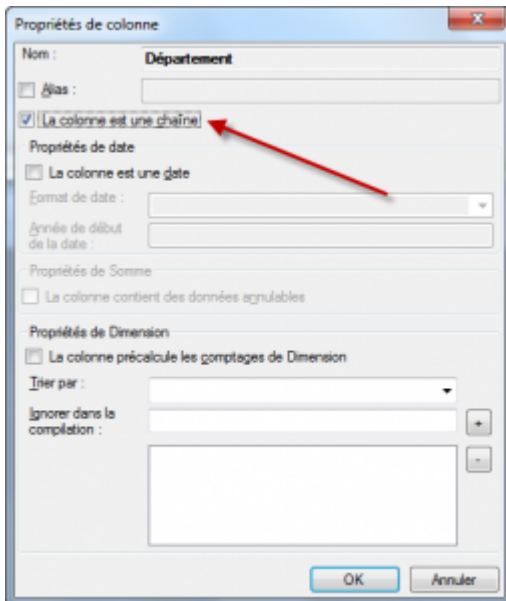 Propriétés de colonne
Nom : Département
Alias :
La colonne est une chaîne
Propriétés de date
La colonne est une date
Format de date :
Année de début
de la date :
Propriétés de Somme
La colonne contient des données annulables
Propriétés de Dimension
La colonne précalcule les comptages de Dimension
Trier par :
Ignorer dans la
compilation :
+
-
OK Annuler